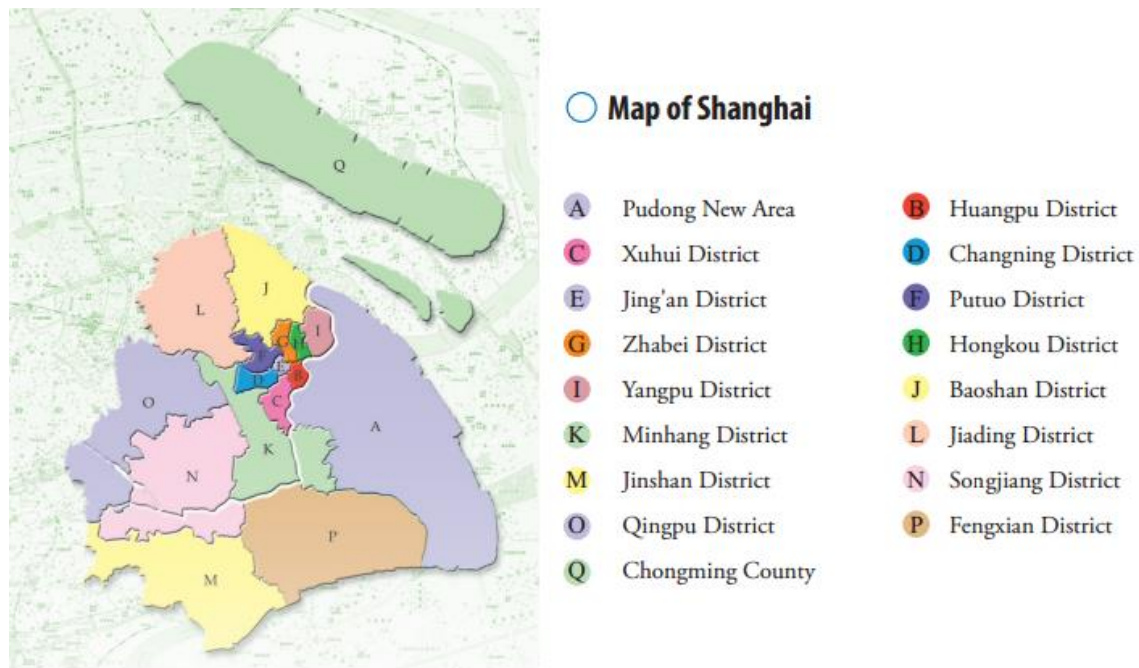 Map of Shanghai
A Pudong New Area
B Huangpu District
C Xuhui District
D Changning District
E Jing'an District
F Putuo District
G Zhabei District
H Hongkou District
I Yangpu District
J Baoshan District
K Minhang District
L Jiading District
M Jinshan District
N Songjiang District
O Qingpu District
P Fengxian District
Q Chongming County
Q
J
L
I
G
H
F
E
D
B
C
O
A
K
N
P
M